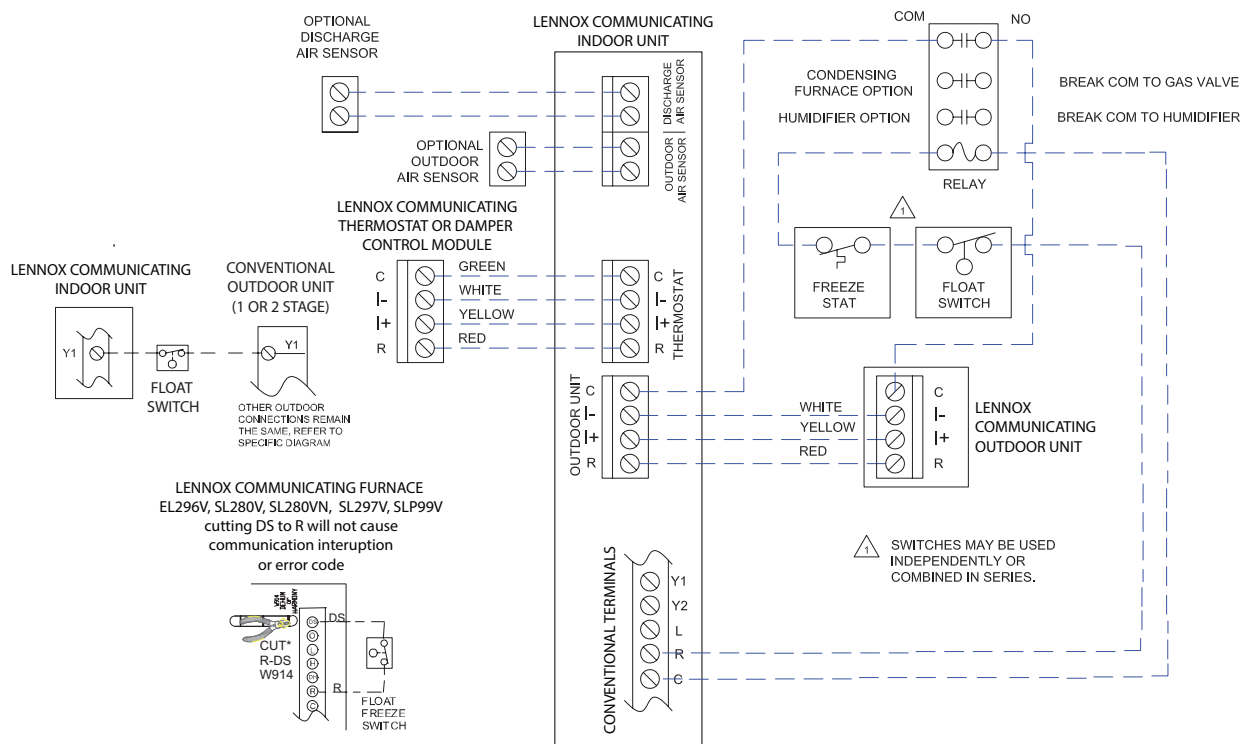 OPTIONAL
DISCHARGE
AIR SENSOR
LENNOX COMMUNICATING
INDOOR UNIT
DISCHARGE
AIR SENSOR
OPTIONAL
OUTDOOR
AIR SENSOR
OUTDOOR
AIR SENSOR
COM
NO
CONDENSING
FURNACE OPTION
BREAK COM TO GAS VALVE
HUMIDIFIER OPTION
BREAK COM TO HUMIDIFIER
RELAY
1
FREEZE
STAT
FLOAT
SWITCH
LENNOX COMMUNICATING
THERMOSTAT OR DAMPER
CONTROL MODULE
C
I-
I+
R
GREEN
WHITE
YELLOW
RED
C
I-
I+
R
THERMOSTAT
LENNOX COMMUNICATING
INDOOR UNIT
Y1
FLOAT
SWITCH
CONVENTIONAL
OUTDOOR UNIT
(1 OR 2 STAGE)
Y1
OTHER OUTDOOR
CONNECTIONS REMAIN
THE SAME, REFER TO
SPECIFIC DIAGRAM
OUTDOOR UNIT
C
I-
I+
R
WHITE
YELLOW
RED
C
I-
I+
R
LENNOX
COMMUNICATING
OUTDOOR UNIT
1
SWITCHES MAY BE USED
INDEPENDENTLY OR
COMBINED IN SERIES.
LENNOX COMMUNICATING FURNACE
EL296V, SL280V, SL280VN, SL297V, SLP99V
cutting DS to R will not cause
communication interuption
or error code
W914
DEHUM
OR
HARMONY
CUT*
R-DS
W914
DS
O
L
H
DH
R
C
DS
R
FLOAT
FREEZE
SWITCH
CONVENTIONAL TERMINALS
Y1
Y2
L
R
C